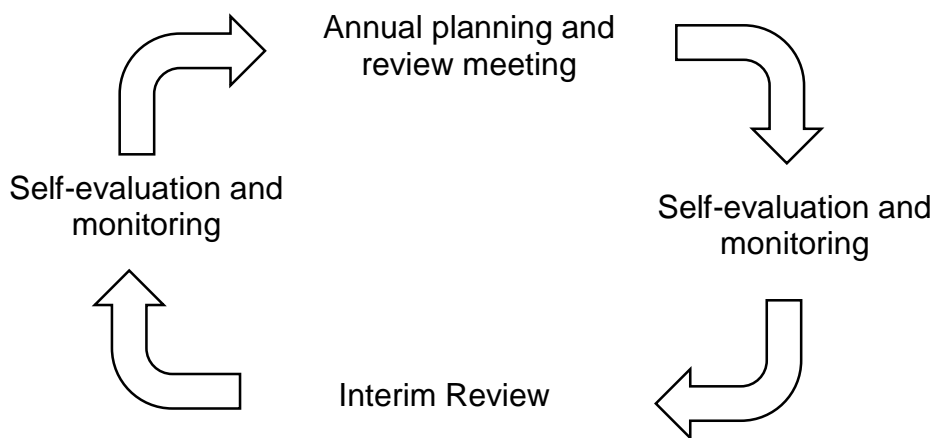 Annual planning and
review meeting
Self-evaluation and
monitoring
Self-evaluation and
monitoring
Interim Review